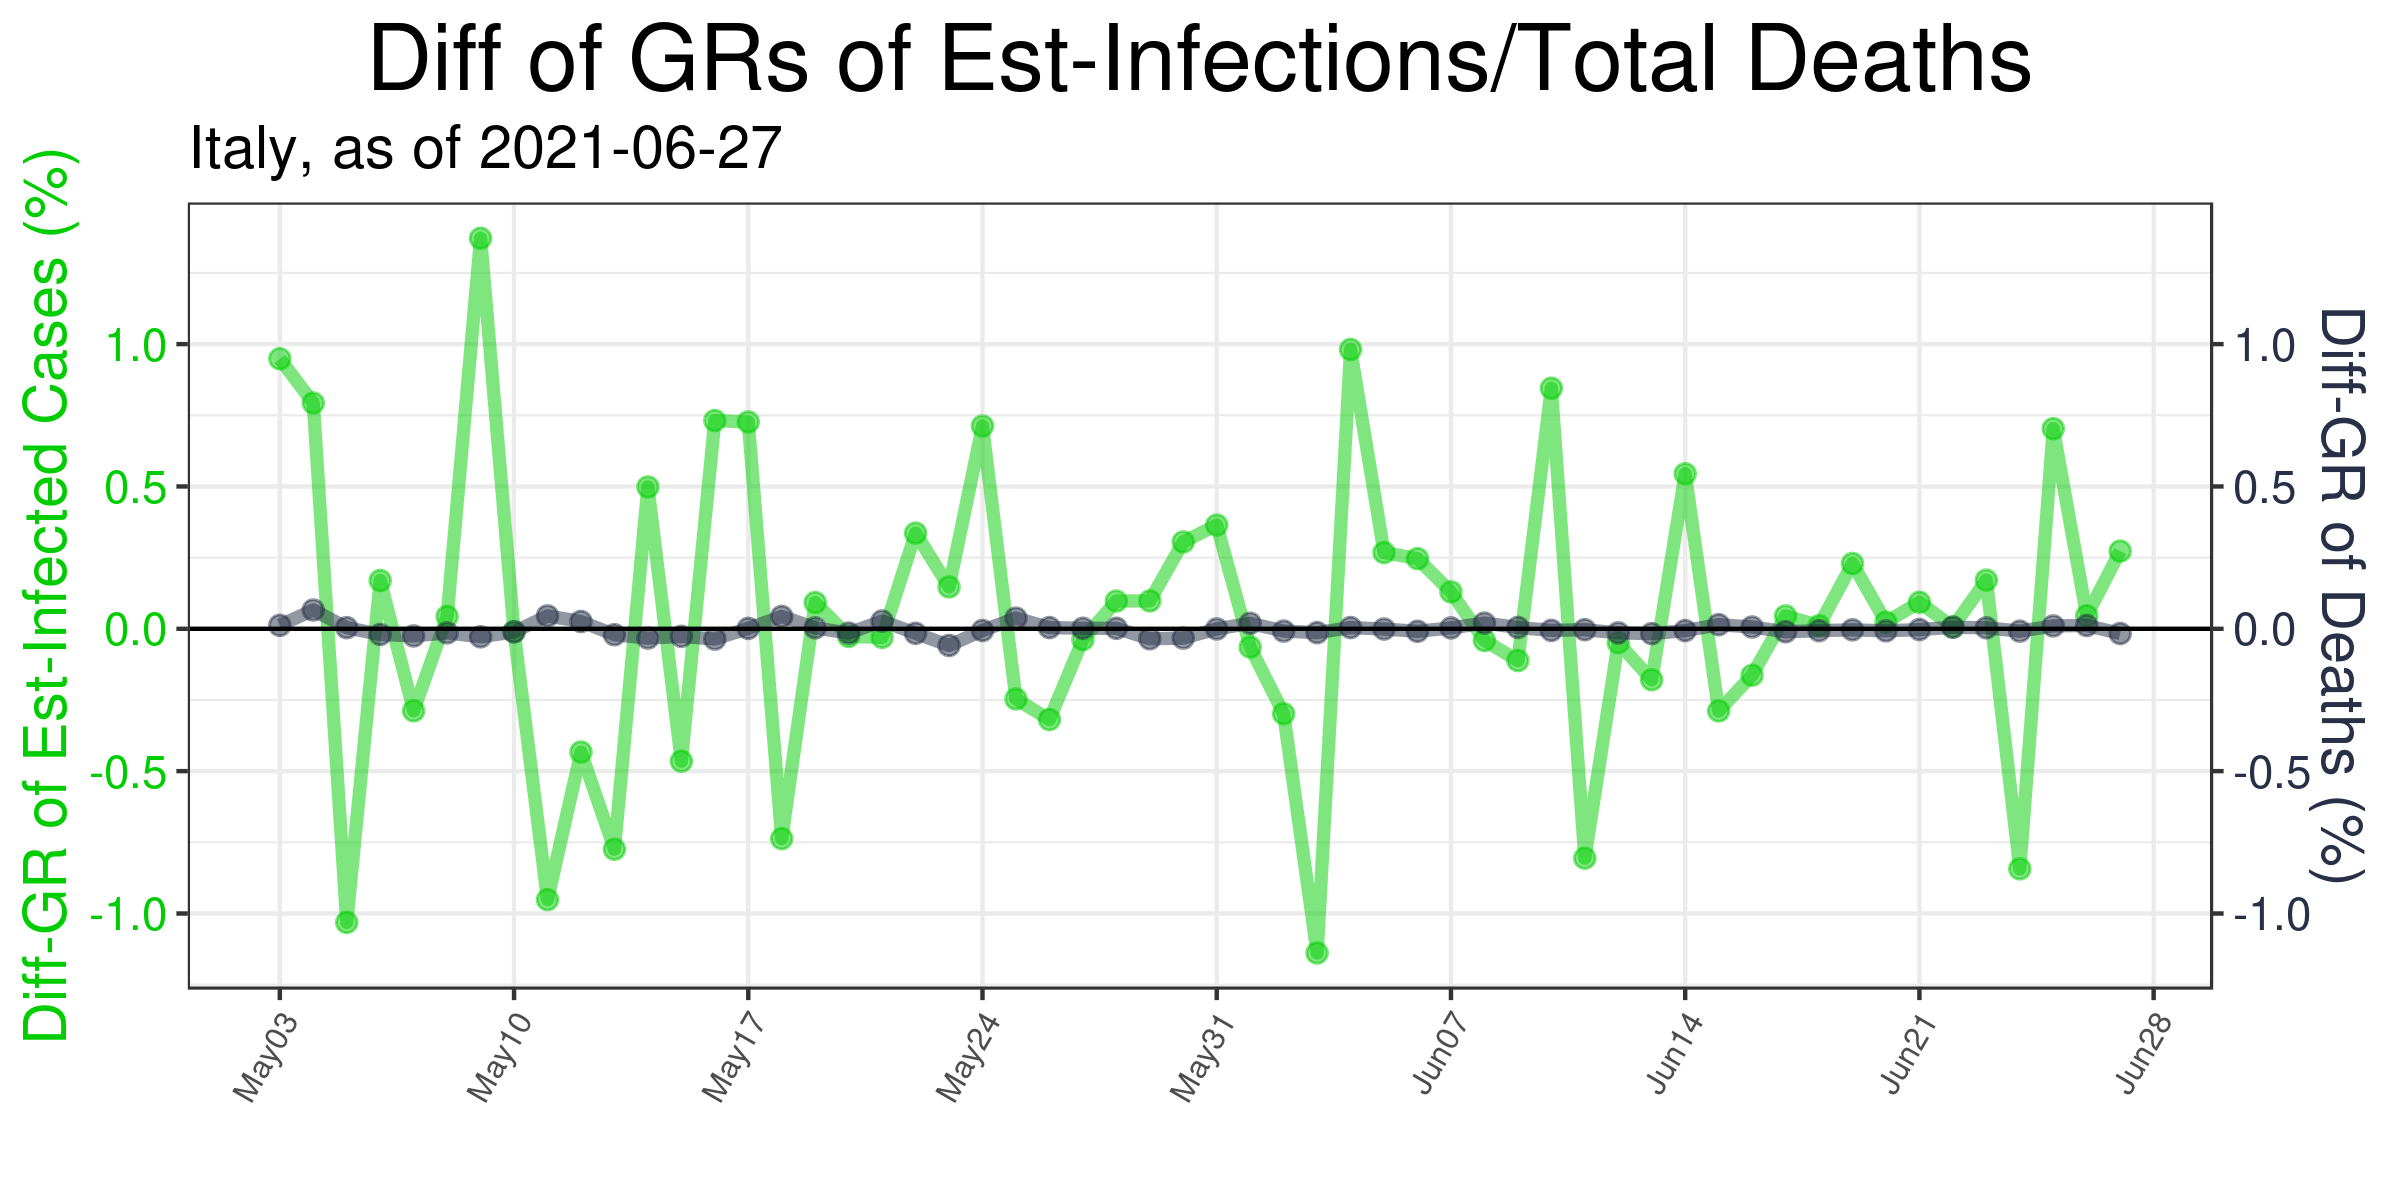 Diff of GRs of Est-Infections/Total Deaths
Italy, as of 2021-06-27
Diff-GR of Est-Infected Cases (%)
1.0
0.5
0.0
-0.5
-1.0
1.0
0.5
0.0
-0.5
-1.0
Diff-GR of Deaths (%)
May03
May10
May17
May24
May31
Jun07
Jun14
Jun21
Jun28